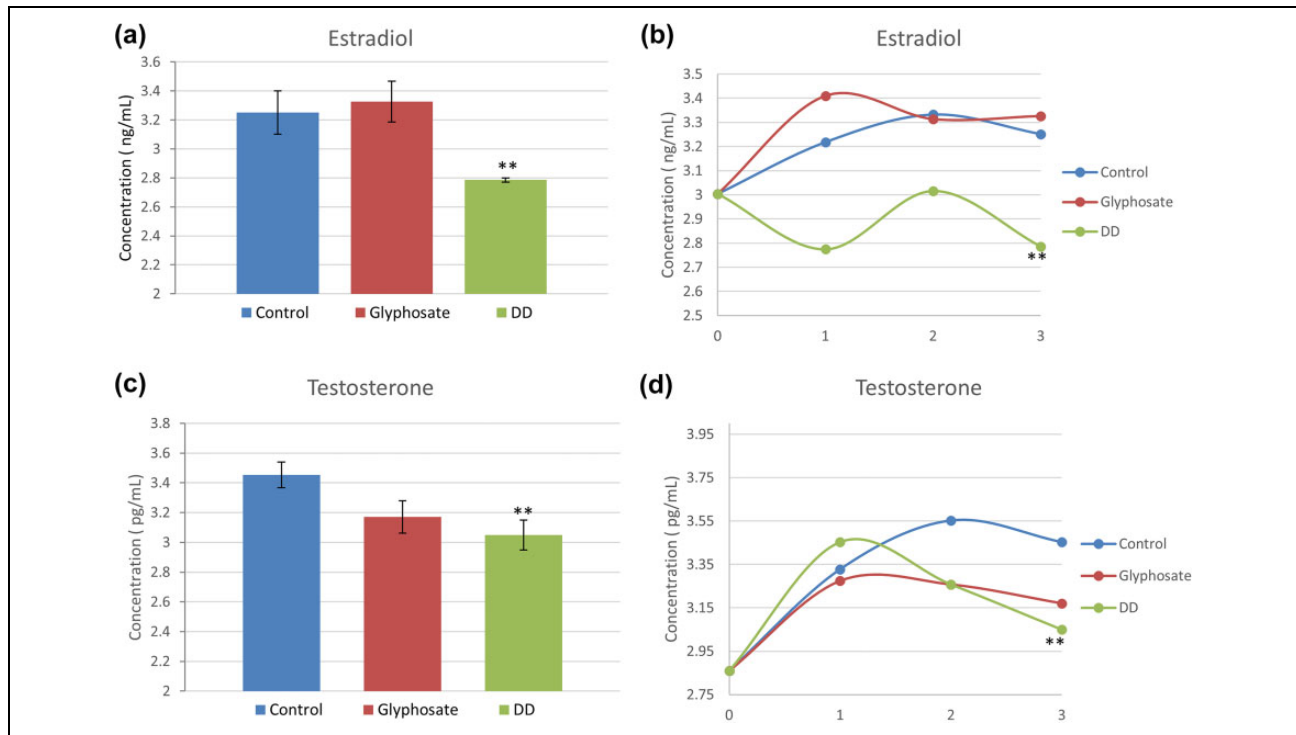 (a)
Estradiol
Concentration ( ng/mL)
3.6
3.4
3.2
3
2.8
2.6
2.4
2.2
2
**
Control
Glyphosate
DD
(b)
Estradiol
Concentration ( ng/mL)
3.5
3.4
3.3
3.2
3.1
3
2.9
2.8
2.7
2.6
2.5
**
0 1 2 3
Control
Glyphosate
DD
(c)
Testosterone
Concentration ( pg/mL)
3.8
3.6
3.4
3.2
3
2.8
2.6
2.4
2.2
2
**
Control
Glyphosate
DD
(d)
Testosterone
Concentration ( pg/mL)
3.95
3.75
3.55
3.35
3.15
2.95
2.75
**
0 1 2 3
Control
Glyphosate
DD